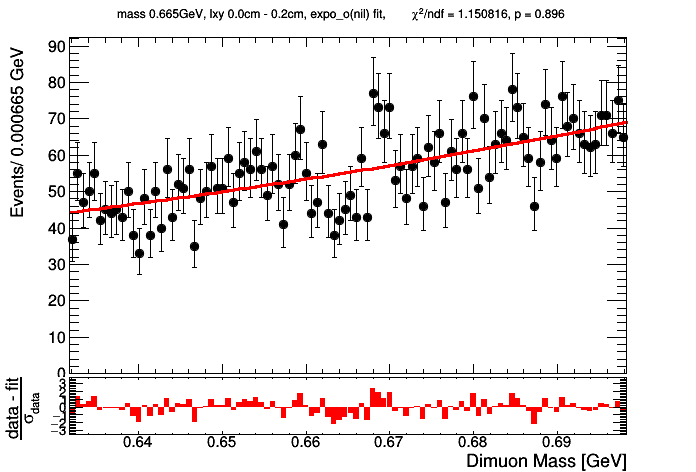 mass 0.665GeV, lxy 0.0cm - 0.2cm, expo_o(nil) fit, χ²/ndf = 1.150816, p = 0.896
Events/ 0.000665 GeV
90
80
70
60
50
40
30
20
10
0
data - fit
σdata
3
2
1
0
−1
−2
−3
0.64 0.65 0.66 0.67 0.68 0.69
Dimuon Mass [GeV]